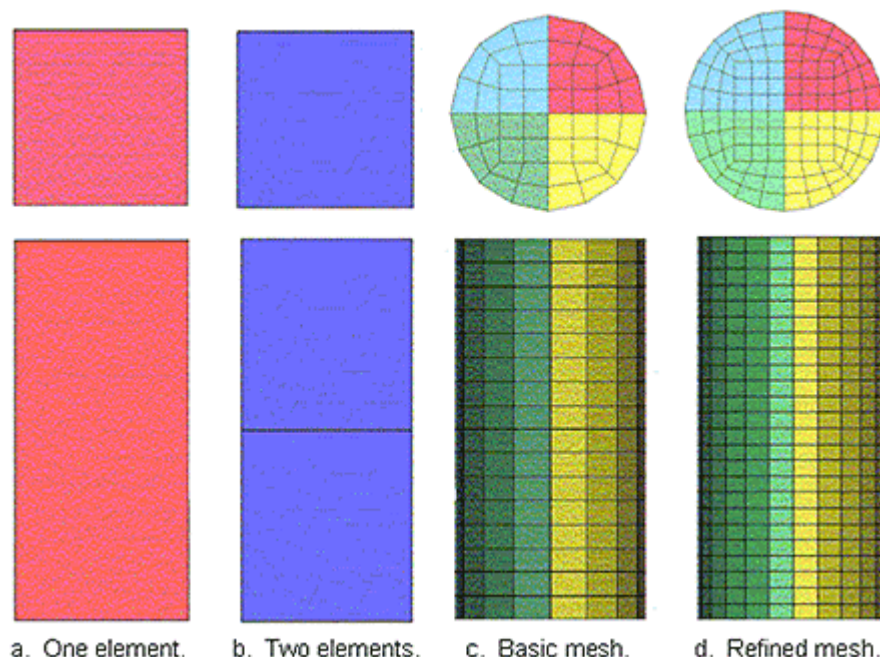 a. One element.
b. Two elements.
c. Basic mesh.
d. Refined mesh.